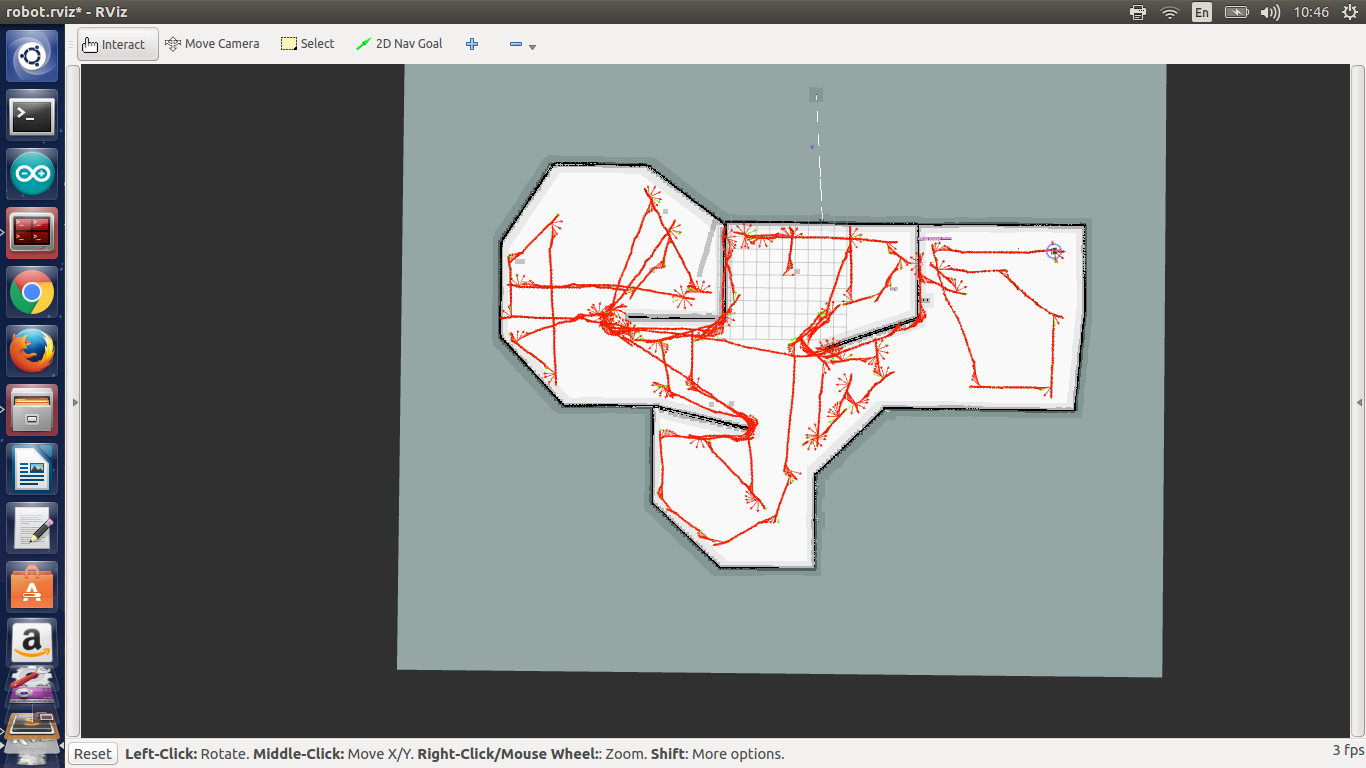 robot.rviz* - RViz
En
10:46
Interact
Move Camera
Select
2D Nav Goal
Reset
Left-Click: Rotate. Middle-Click: Move X/Y. Right-Click/Mouse Wheel:: Zoom. Shift: More options.
3 fps